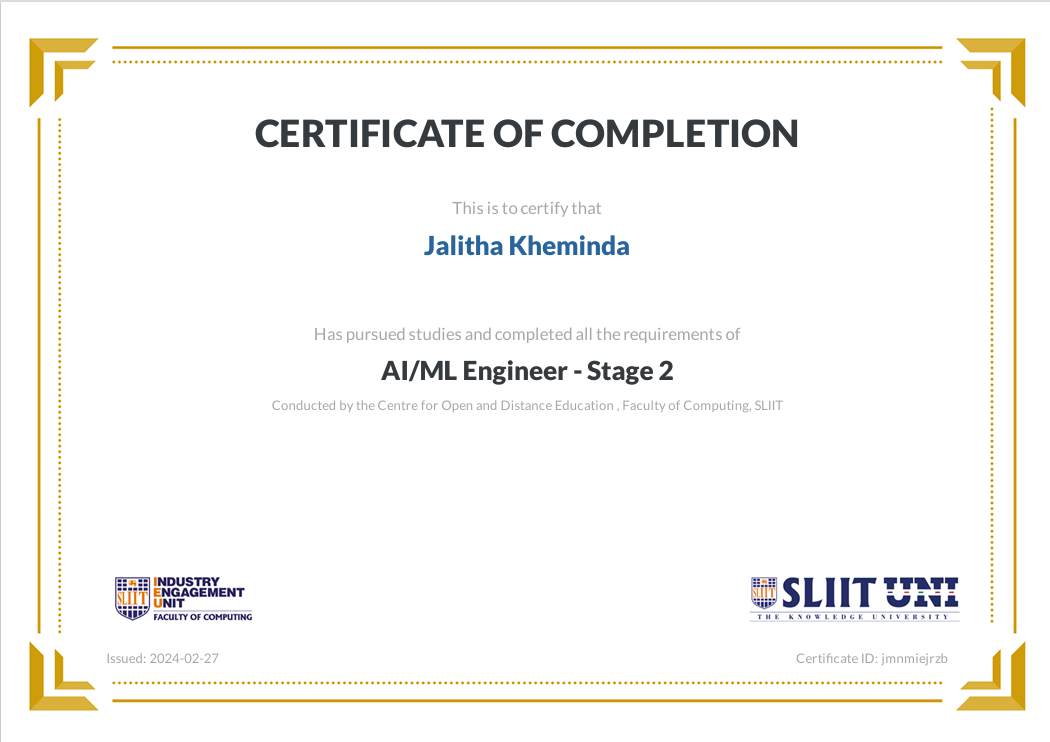 CERTIFICATE OF COMPLETION
This is to certify that
Jalitha Kheminda
Has pursued studies and completed all the requirements of
AI/ML Engineer - Stage 2
Conducted by the Centre for Open and Distance Education , Faculty of Computing, SLIIT
SLIIT
INDUSTRY
ENGAGEMENT
UNIT
FACULTY OF COMPUTING
SLIIT
SLIIT UNI
THE KNOWLEDGE UNIVERSITY
Issued: 2024-02-27
Certificate ID: jmnmiejrzb